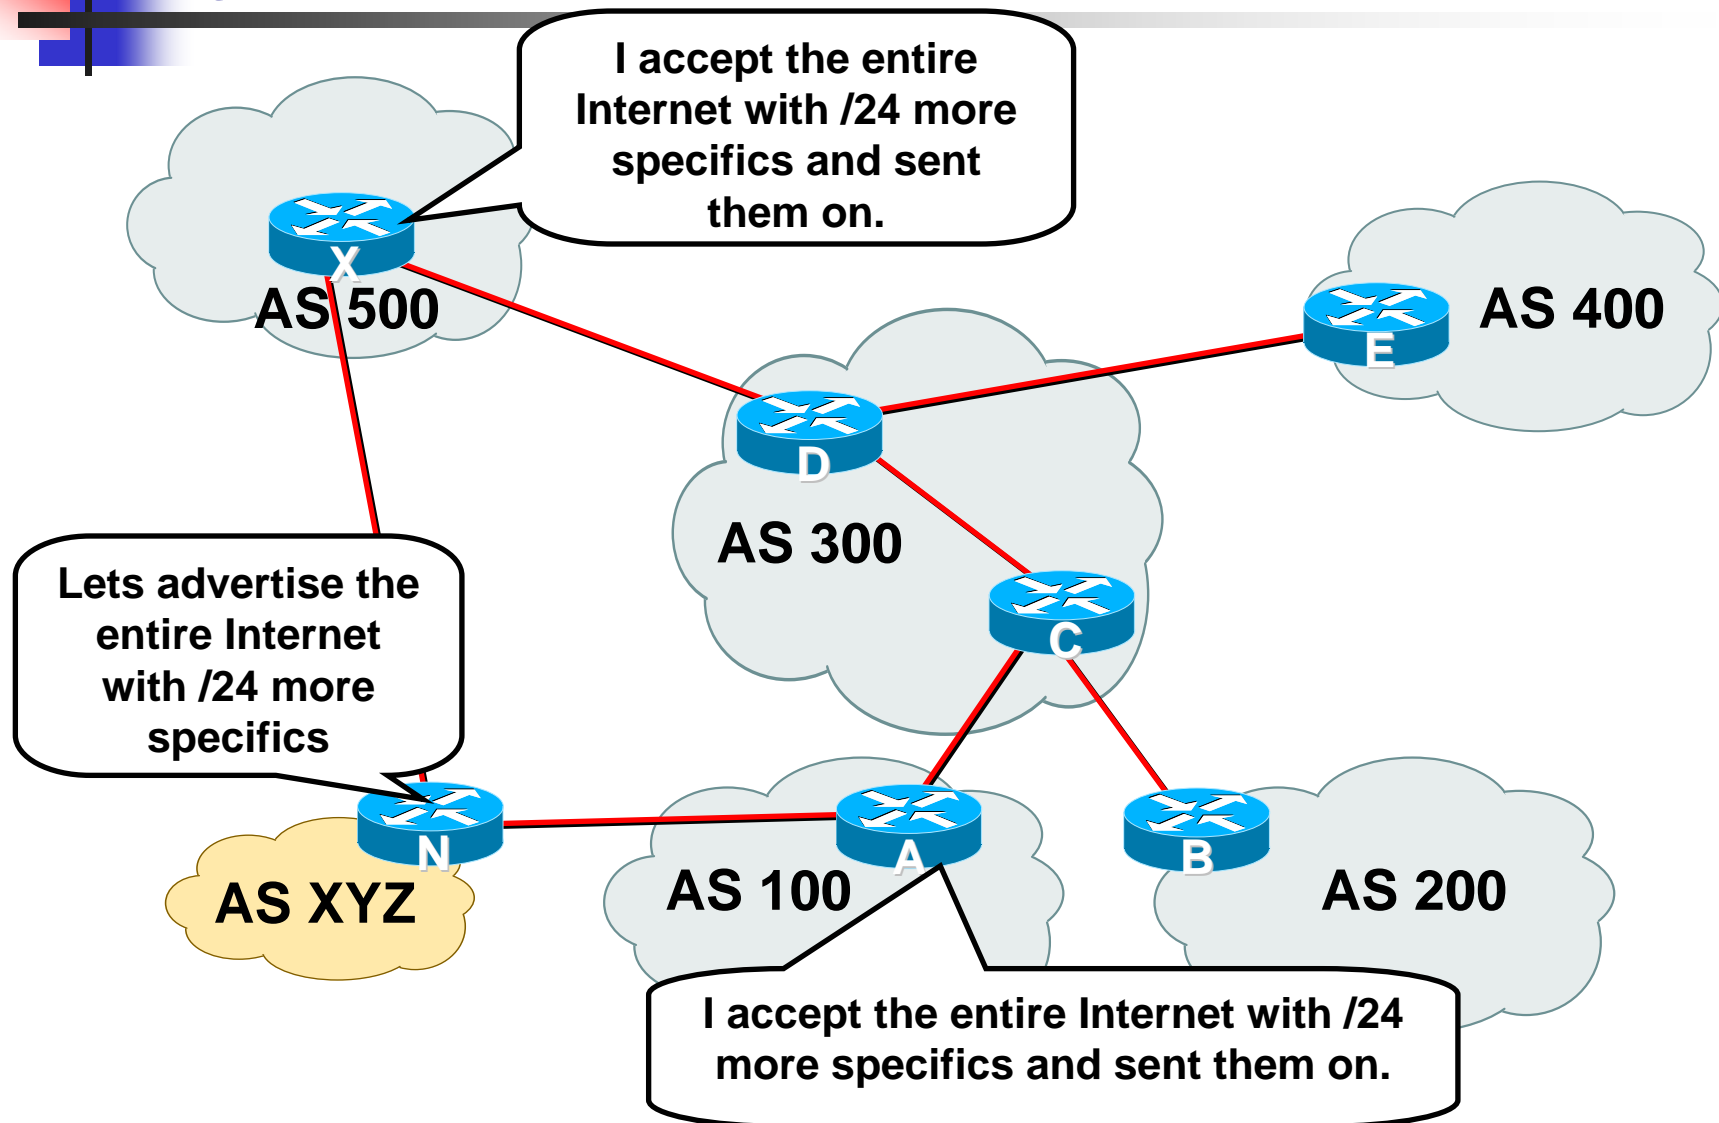 I accept the entire
Internet with /24 more
specifics and sent
them on.
X
AS 500
E
AS 400
D
AS 300
Lets advertise the
entire Internet
with /24 more
specifics
C
N
AS XYZ
A
AS 100
B
AS 200
I accept the entire Internet with /24
more specifics and sent them on.